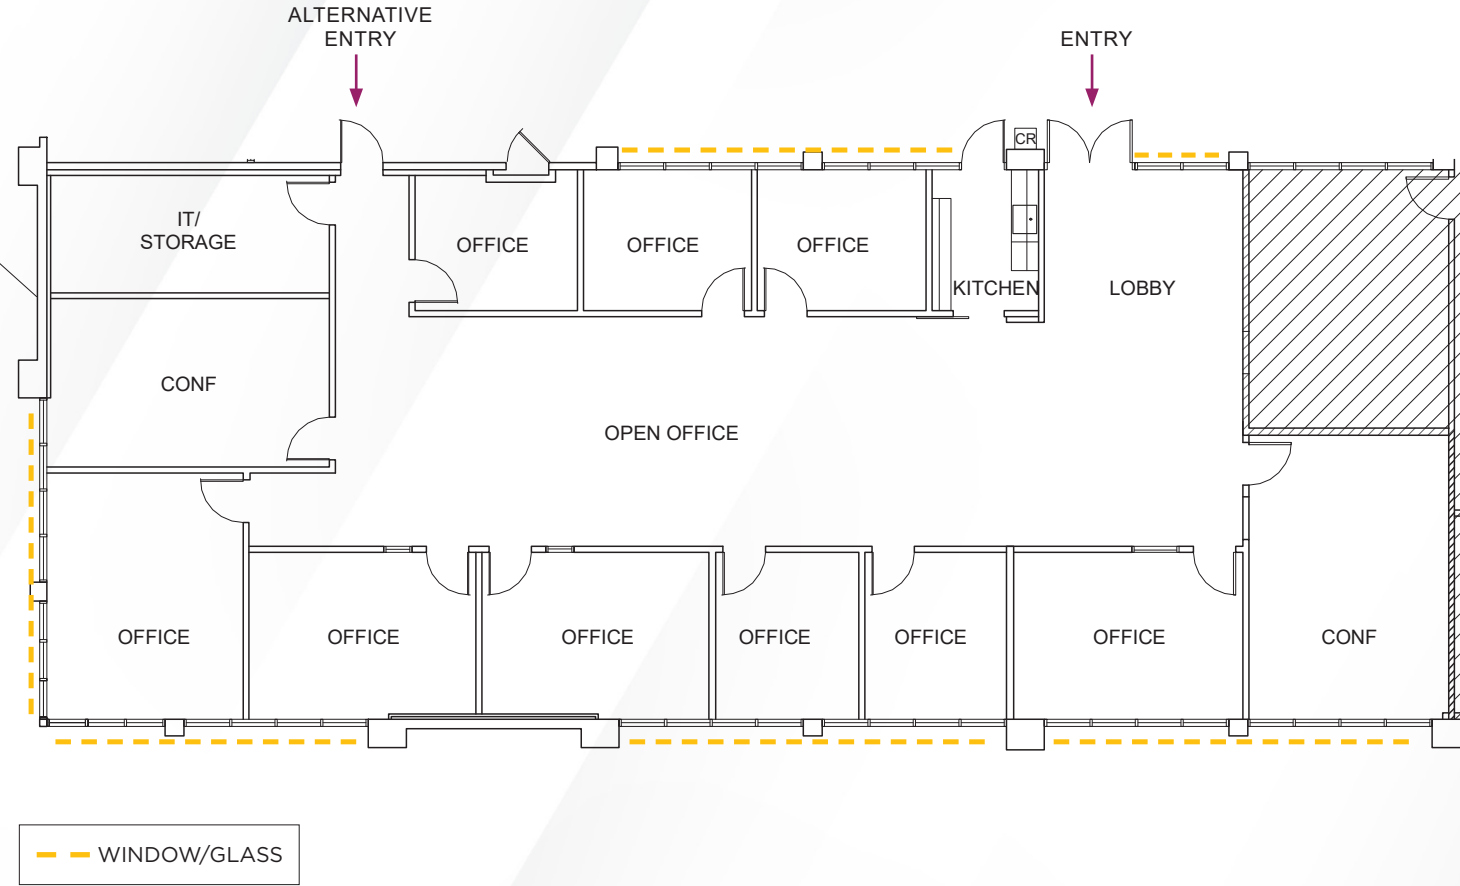 ALTERNATIVE
ENTRY
ENTRY
CR
IT/
STORAGE
OFFICE
OFFICE
OFFICE
KITCHEN
LOBBY
CONF
OPEN OFFICE
OFFICE
OFFICE
OFFICE
OFFICE
OFFICE
OFFICE
CONF
WINDOW/GLASS